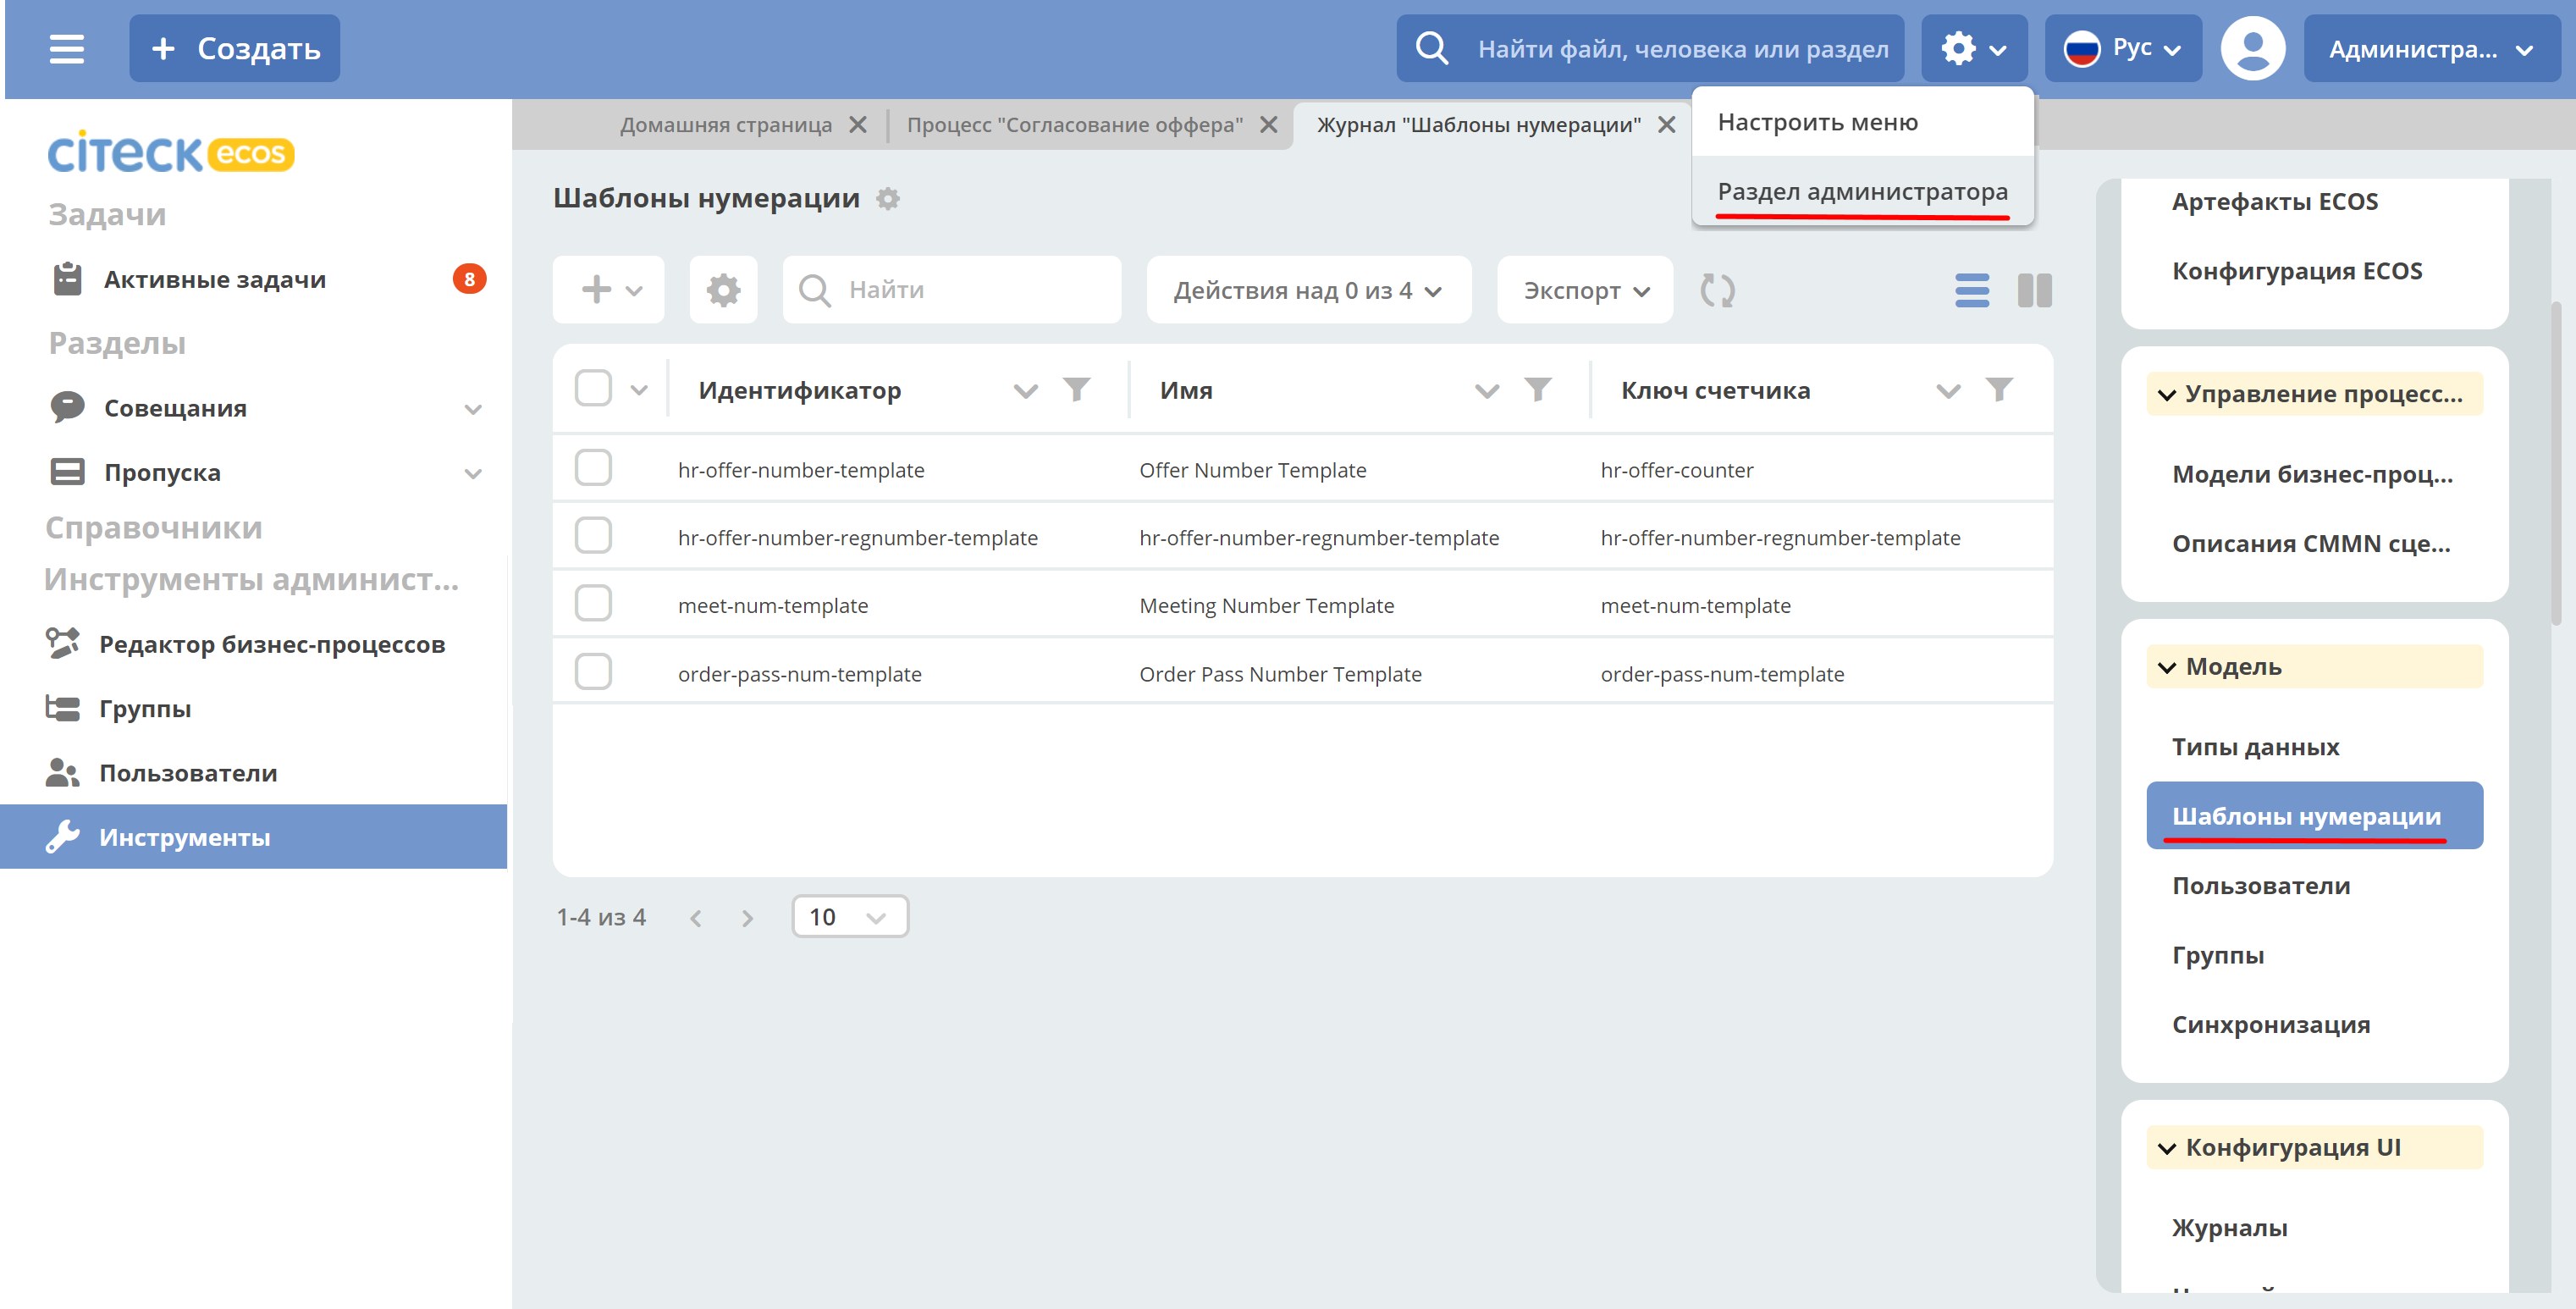 Создать
Найти файл, человека или раздел
Рус
Администра...
Домашняя страница
Процесс "Согласование оффера"
Журнал "Шаблоны нумерации"
Настроить меню
Раздел администратора
citeck ecos
Задачи
Активные задачи
8
Разделы
Совещания
Пропуска
Справочники
Инструменты админист...
Редактор бизнес-процессов
Группы
Пользователи
Инструменты
Шаблоны нумерации
Найти
Действия над 0 из 4
Экспорт
Идентификатор Имя Ключ счетчика
hr-offer-number-template Offer Number Template hr-offer-counter
hr-offer-number-regnumber-template hr-offer-number-regnumber-template hr-offer-number-regnumber-template
meet-num-template Meeting Number Template meet-num-template
order-pass-num-template Order Pass Number Template order-pass-num-template
1-4 из 4
10
Артефакты ECOS
Конфигурация ECOS
Управление процесс...
Модели бизнес-проц...
Описания CMMN сце...
Модель
Типы данных
Шаблоны нумерации
Пользователи
Группы
Синхронизация
Конфигурация UI
Журналы